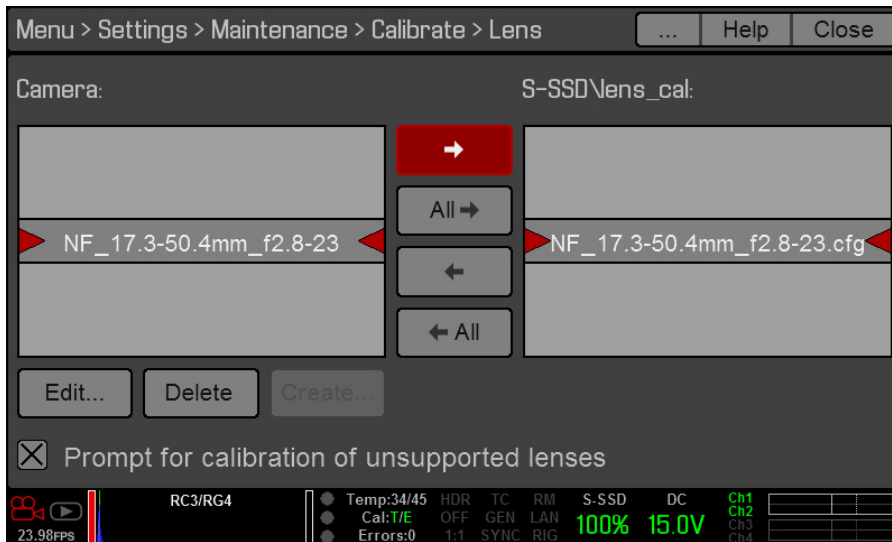 Menu > Settings > Maintenance > Calibrate > Lens ... Help Close
Camera: S-SSD\lens_cal:
All
NF_17.3-50.4mm_f2.8-23 NF_17.3-50.4mm_f2.8-23.cfg
All
Edit... Delete Create...
Prompt for calibration of unsupported lenses
RC3/RG4 Temp:34/45 HDR TC RM S-SSD DC Ch1
Cal:T/E OFF GEN LAN 100% 15.0V Ch2
23.98FPS Errors:0 1:1 SYNC RIG Ch3
Ch4